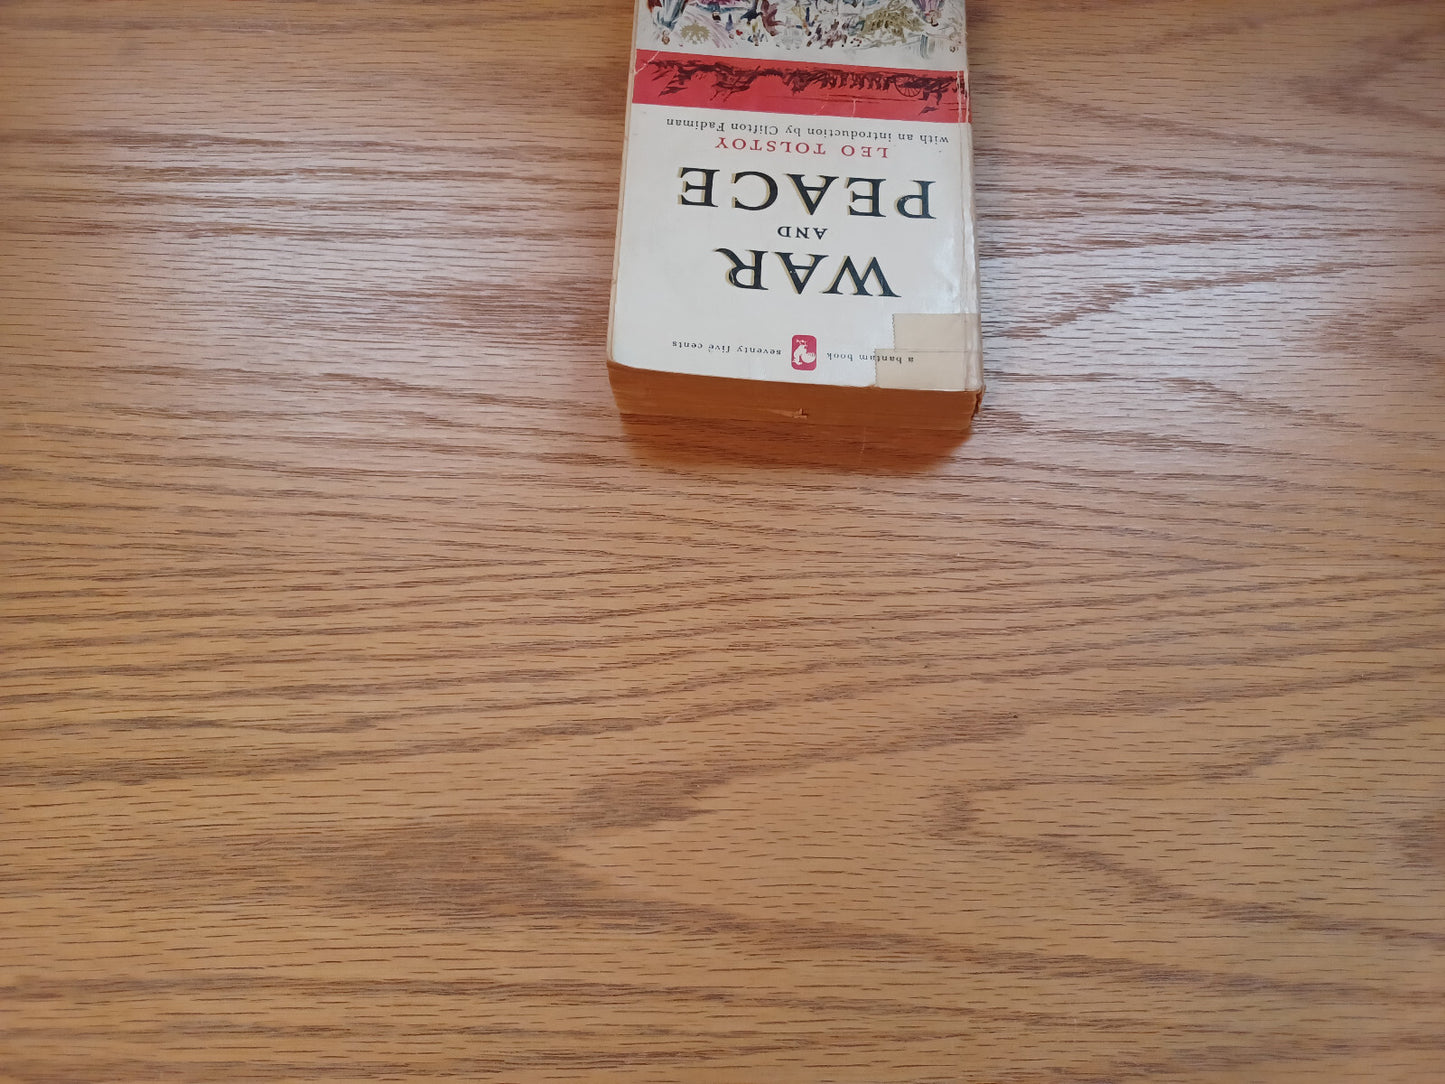 a bantam book seventy five cents
WAR
AND
PEACE
LEO TOLSTOY
with an introduction by Clifton Fadiman